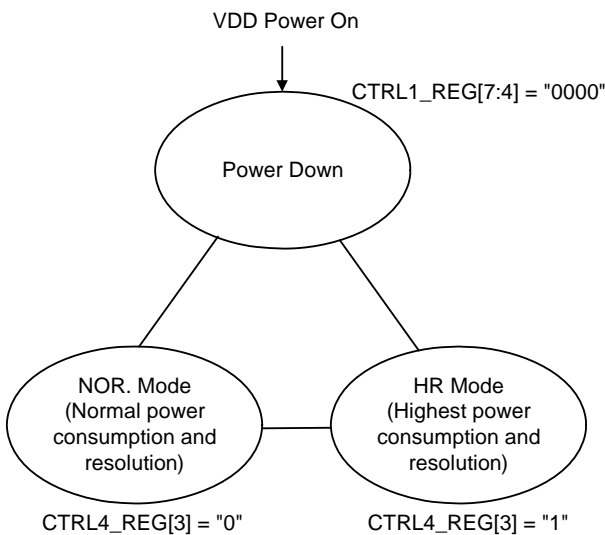 VDD Power On
CTRL1_REG[7:4] = "0000"
Power Down
NOR. Mode
(Normal power
consumption and
resolution)
HR Mode
(Highest power
consumption and
resolution)
CTRL4_REG[3] = "0"
CTRL4_REG[3] = "1"